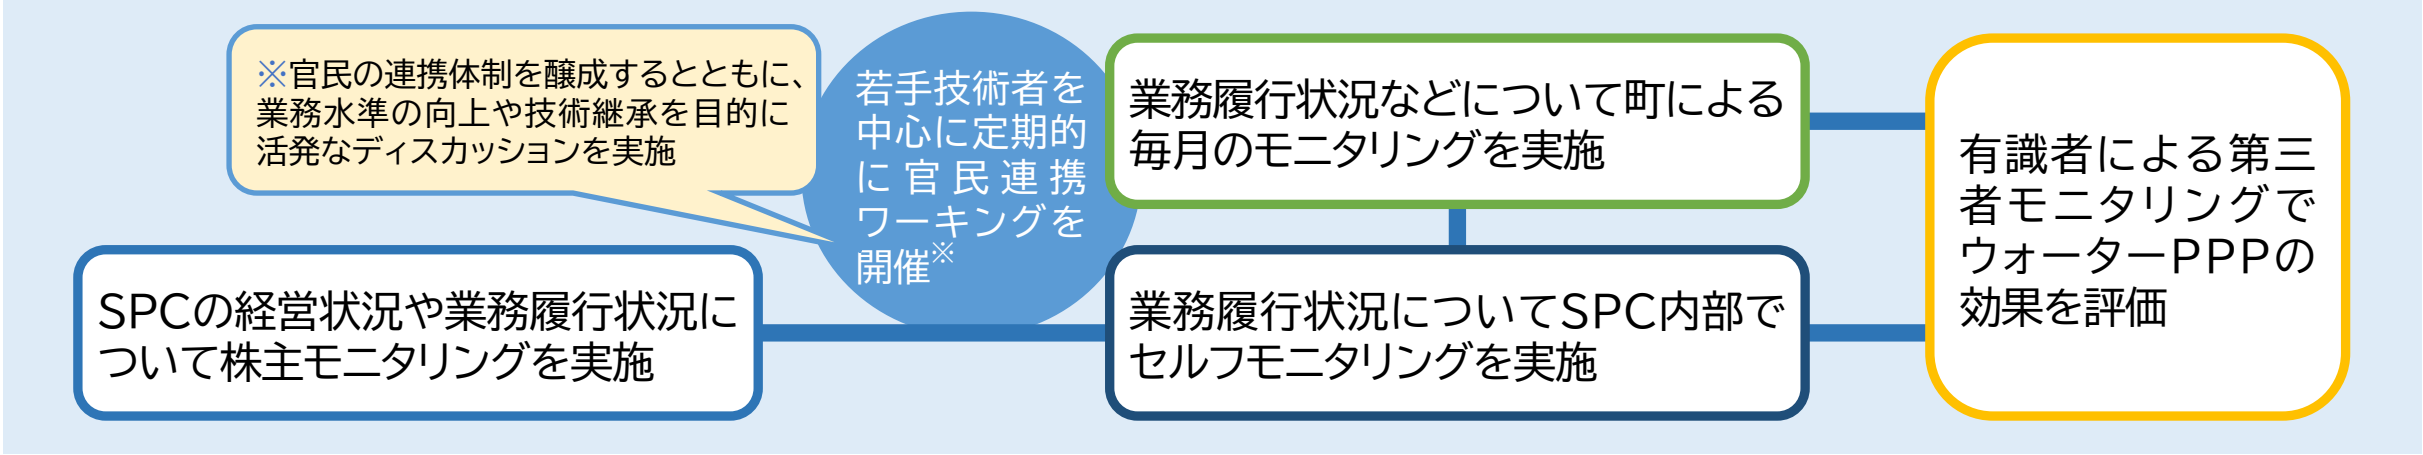 ※官民の連携体制を醸成するとともに、
業務水準の向上や技術継承を目的に
活発なディスカッションを実施
若手技術者を
中心に定期的
に官民連携
ワーキングを
開催※
業務履行状況などについて町による
毎月のモニタリングを実施
有識者による第三
者モニタリングで
ウォーターPPPの
効果を評価
SPCの経営状況や業務履行状況に
ついて株主モニタリングを実施
業務履行状況についてSPC内部で
セルフモニタリングを実施